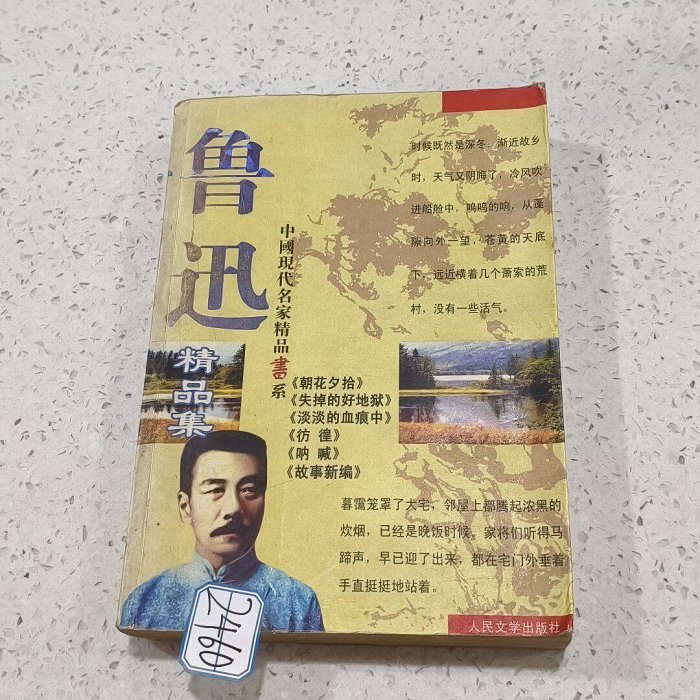 鲁迅
精品集
中國現代名家精品書系
时候既然是深冬，渐近故乡
时，天气又阴晦了，冷风吹
进船舱中，呜呜的响，从蓬
隙向外一望，苍黄的天底
下，远近横着几个萧索的荒
村，没有一些活气。
《朝花夕拾》
《失掉的好地狱》
《淡淡的血痕中》
《彷徨》
《呐喊》
《故事新编》
暮霭笼罩了大宅，邻屋上都腾起浓黑的
炊烟，已经是晚饭时候。家将们听得马
蹄声，早已迎了出来，都在宅门外垂着
手直挺挺地站着。
人民文学出版社
2460